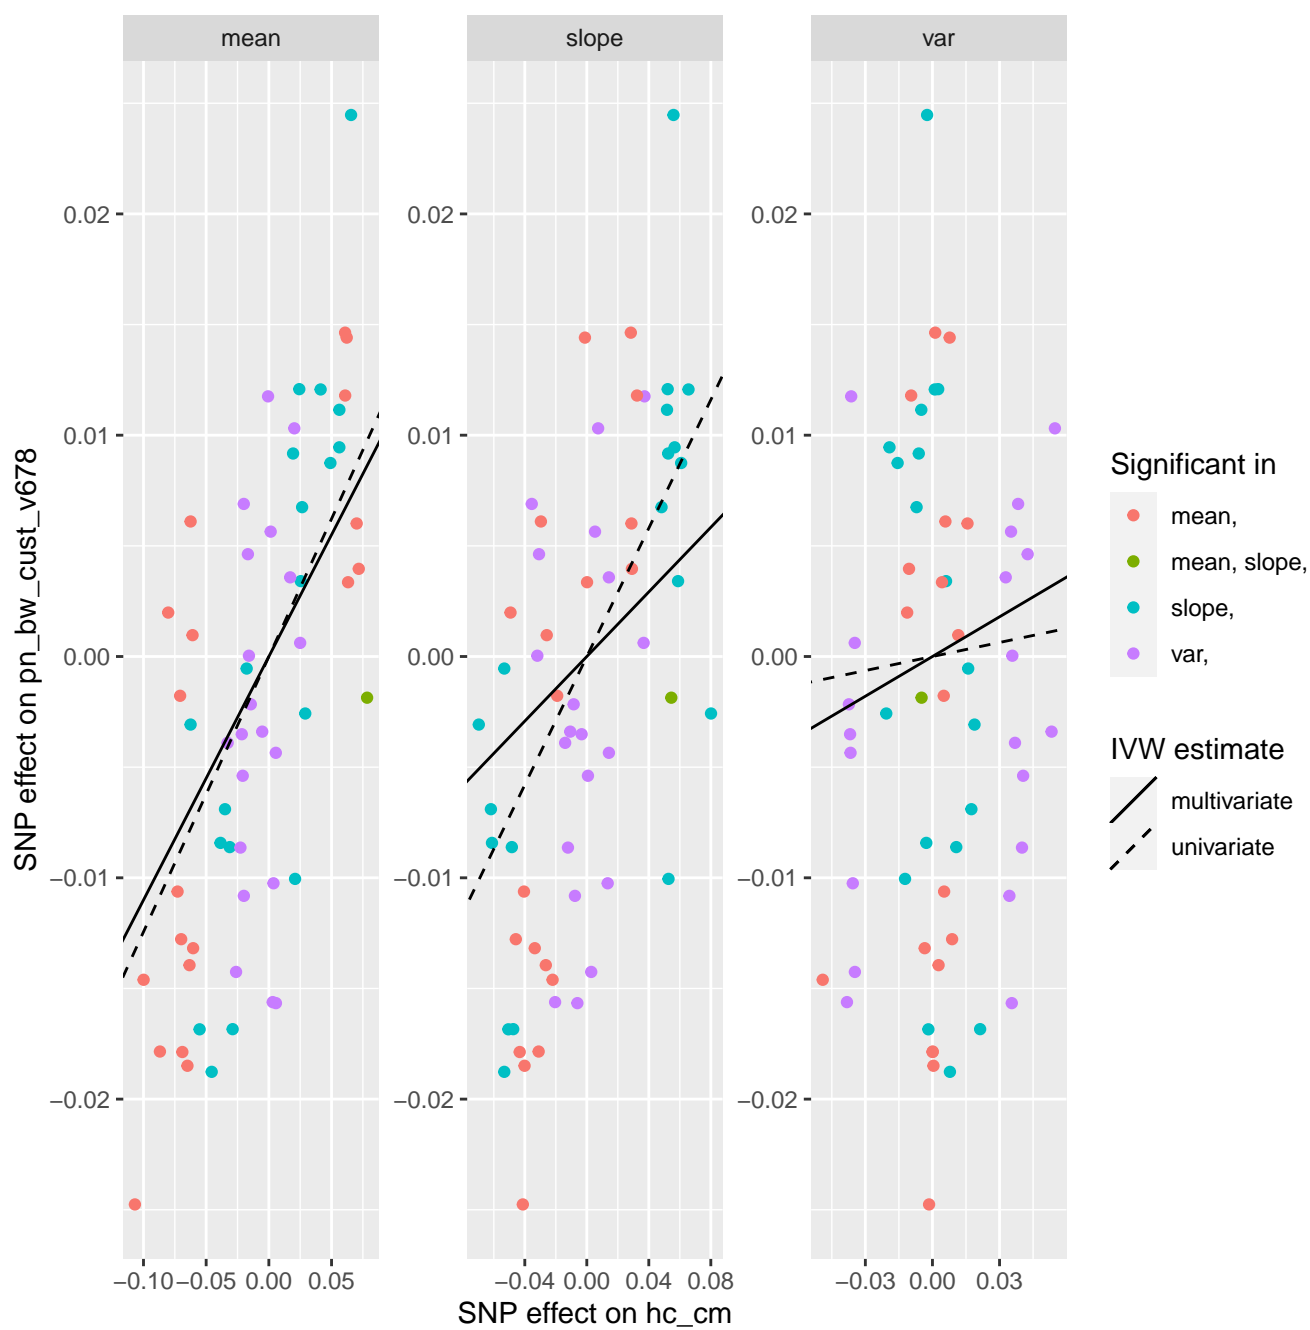 mean slope var
SNP effect on pn_bw_cust_v678
0.02
0.01
0.00
−0.01
−0.02
0.02
0.01
0.00
−0.01
−0.02
0.02
0.01
0.00
−0.01
−0.02
−0.10 −0.05 0.00 0.05
−0.04 0.00 0.04 0.08
−0.03 0.00 0.03
SNP effect on hc_cm
Significant in
mean,
mean, slope,
slope,
var,
IVW estimate
multivariate
univariate